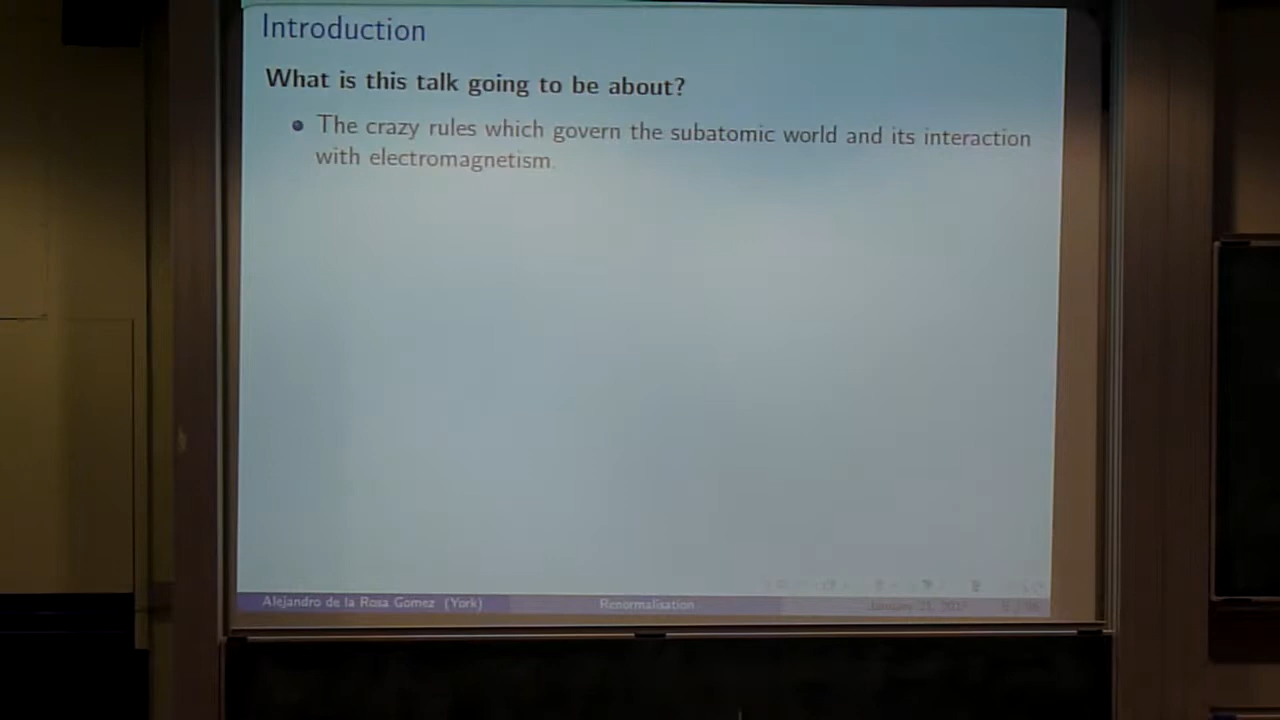 Introduction
What is this talk going to be about?
The crazy rules which govern the subatomic world and its interaction
with electromagnetism.
Alejandro de la Rosa Gomez (York)
Renormalisation
January